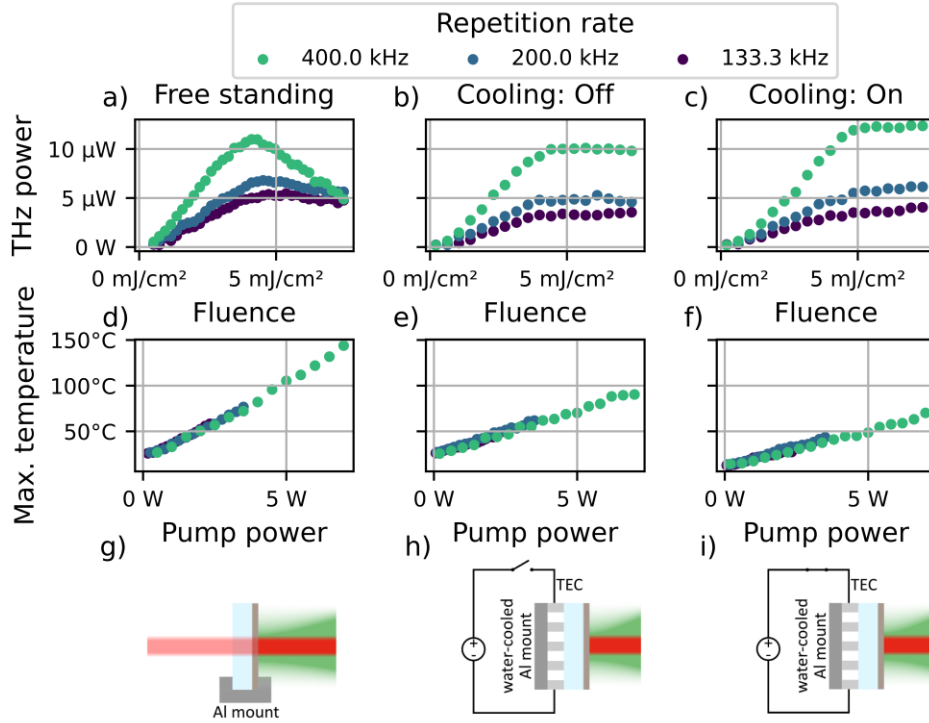 Repetition rate
400.0 kHz 200.0 kHz 133.3 kHz
a) Free standing b) Cooling: Off c) Cooling: On
THz power
10 μW
5 μW
0 W
0 mJ/cm² 5 mJ/cm² 0 mJ/cm² 5 mJ/cm² 0 mJ/cm² 5 mJ/cm²
Fluence Fluence Fluence
d) e) f)
Max. temperature
150°C
100°C
50°C
0 W 5 W 0 W 5 W 0 W 5 W
Pump power Pump power Pump power
g) h) i)
Al mount
TEC
water-cooled
Al mount
+
-
TEC
water-cooled
Al mount
+
-